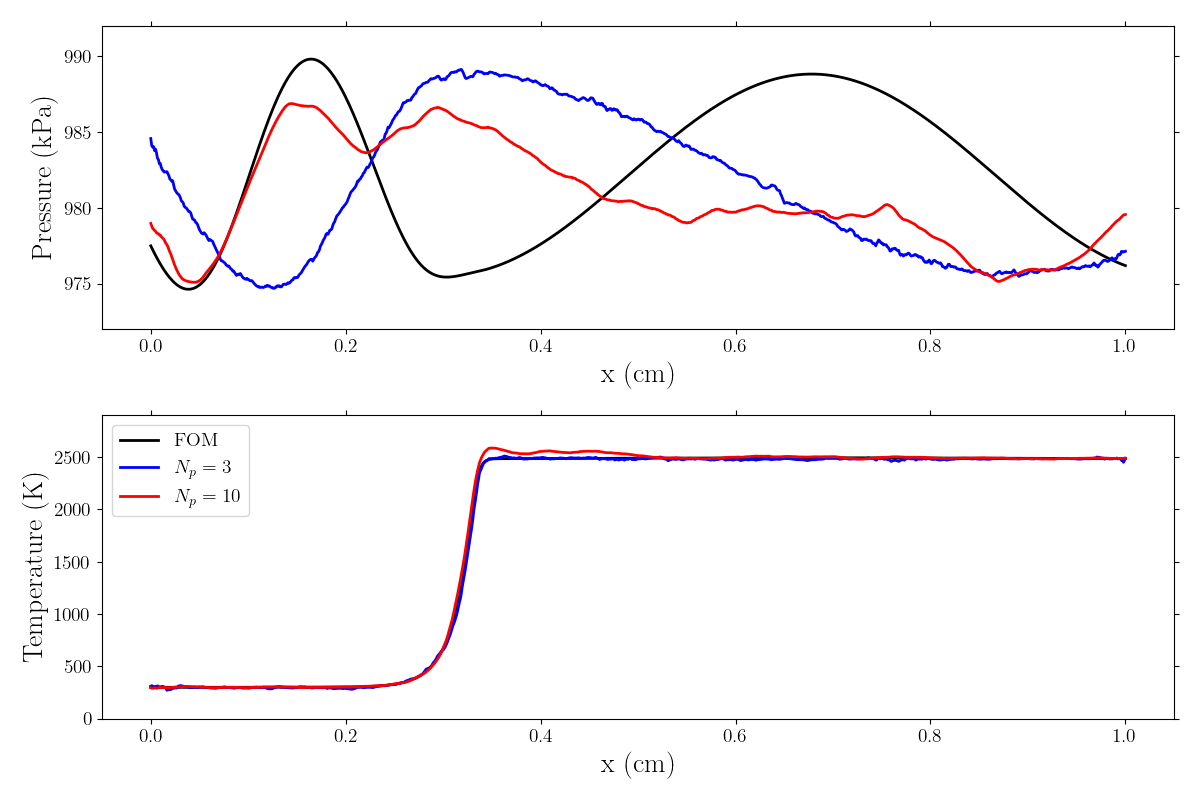 990
985
980
975
Pressure (kPa)
0.0 0.2 0.4 0.6 0.8 1.0
x (cm)
FOM
$N_p = 3$
$N_p = 10$
2500
2000
1500
1000
500
0
Temperature (K)
0.0 0.2 0.4 0.6 0.8 1.0
x (cm)